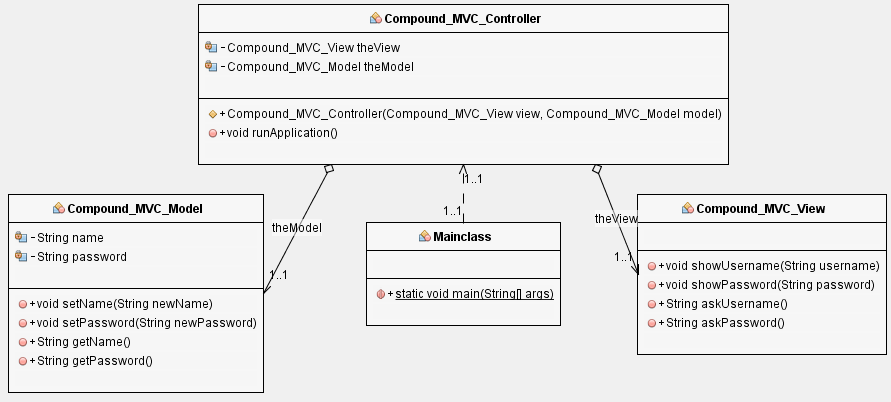 Compound_MVC_Controller
-Compound_MVC_View theView
-Compound_MVC_Model theModel
+Compound_MVC_Controller(Compound_MVC_View view, Compound_MVC_Model model)
+void runApplication()
1..1
1..1
theModel
1..1
theView
1..1
Compound_MVC_Model
-String name
-String password
+void setName(String newName)
+void setPassword(String newPassword)
+String getName()
+String getPassword()
Mainclass
+static void main(String[] args)
Compound_MVC_View
+void showUsername(String username)
+void showPassword(String password)
+String askUsername()
+String askPassword()